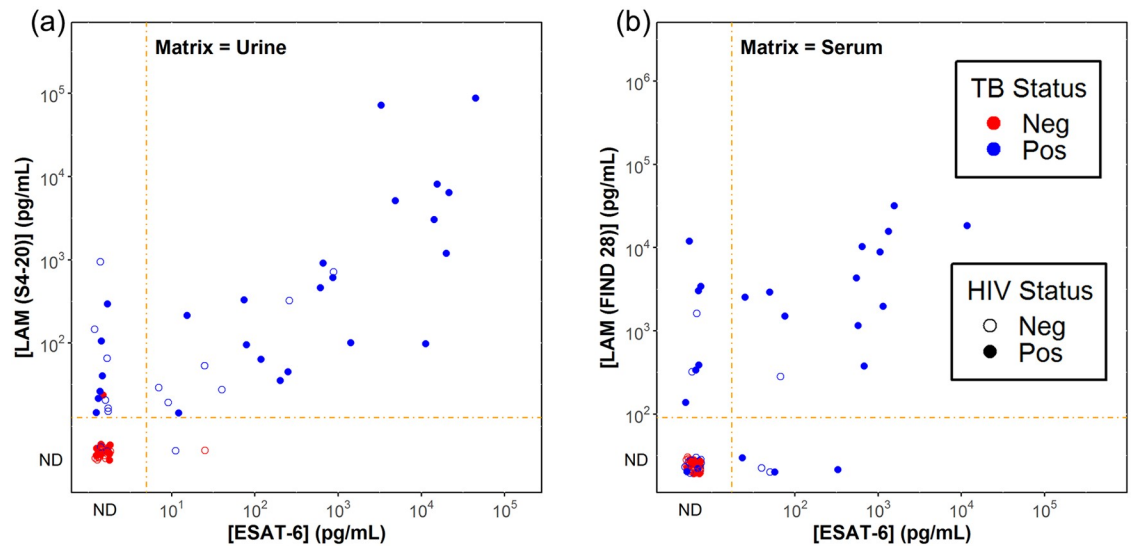 (a)
Matrix = Urine
[LAM (S4-20)] (pg/mL)
10^5
10^4
10^3
10^2
ND
ND
10^1
10^2
10^3
10^4
10^5
[ESAT-6] (pg/mL)
(b)
Matrix = Serum
[LAM (FIND 28)] (pg/mL)
10^6
10^5
10^4
10^3
10^2
ND
ND
10^2
10^3
10^4
10^5
[ESAT-6] (pg/mL)
TB Status
Neg
Pos
HIV Status
Neg
Pos